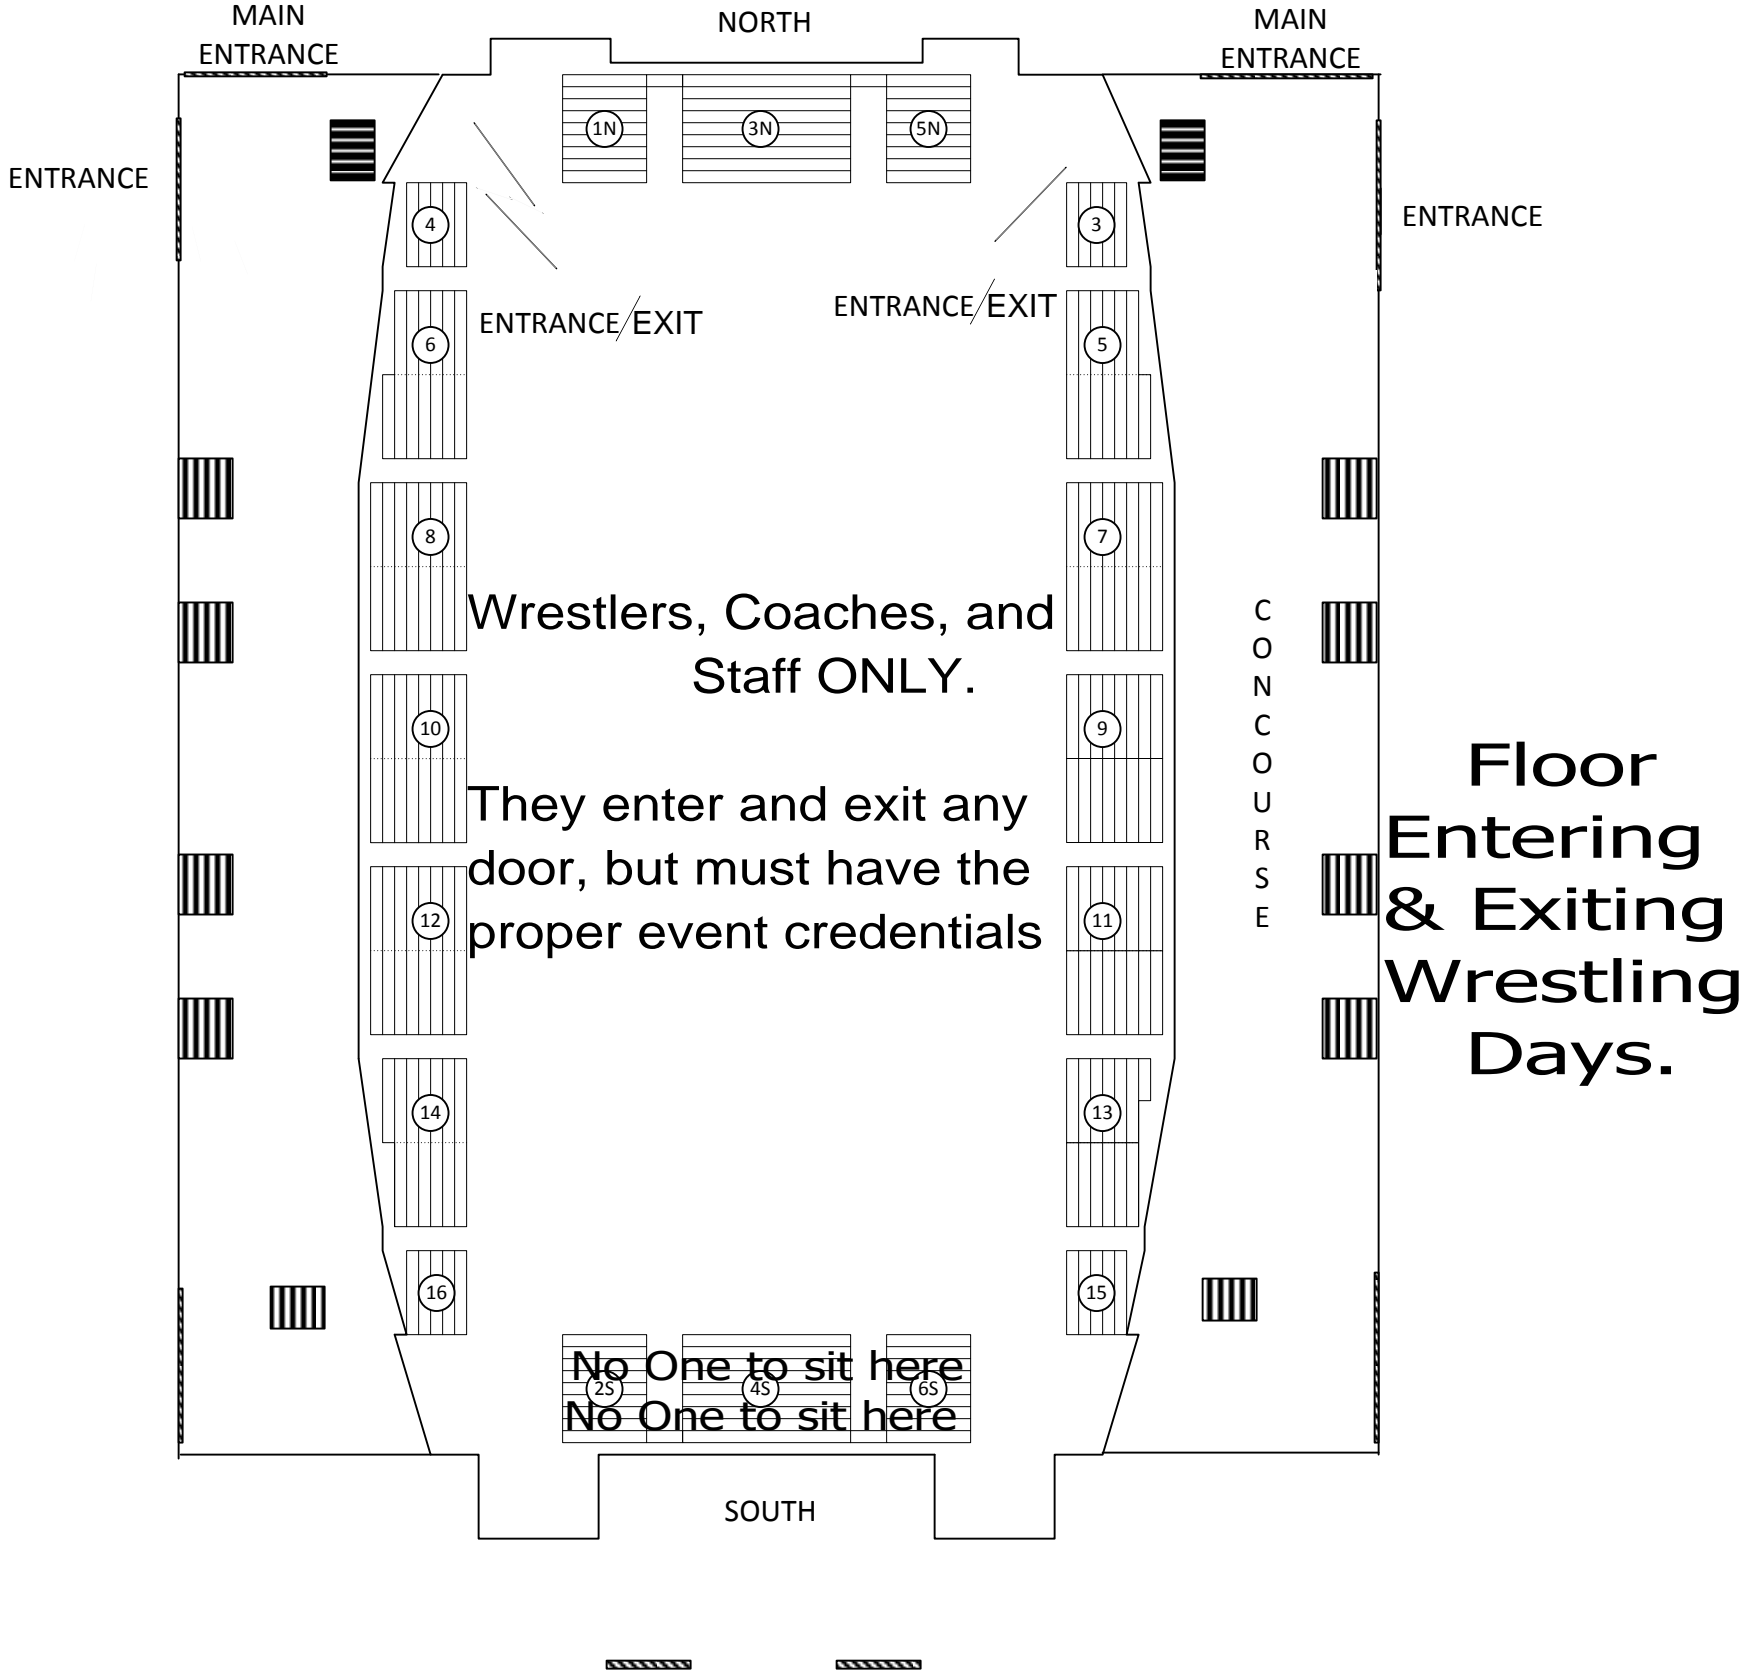 MAIN
ENTRANCE
NORTH
MAIN
ENTRANCE
1N
3N
5N
ENTRANCE
ENTRANCE
4
3
ENTRANCE/EXIT
ENTRANCE/EXIT
6
5
8
7
Wrestlers, Coaches, and
Staff ONLY.
10
9
They enter and exit any
door, but must have the
proper event credentials
12
11
C
O
N
C
O
U
R
S
E
Floor
Entering
& Exiting
Wrestling
Days.
14
13
16
15
No One to sit here
2S
4S
6S
No One to sit here
SOUTH